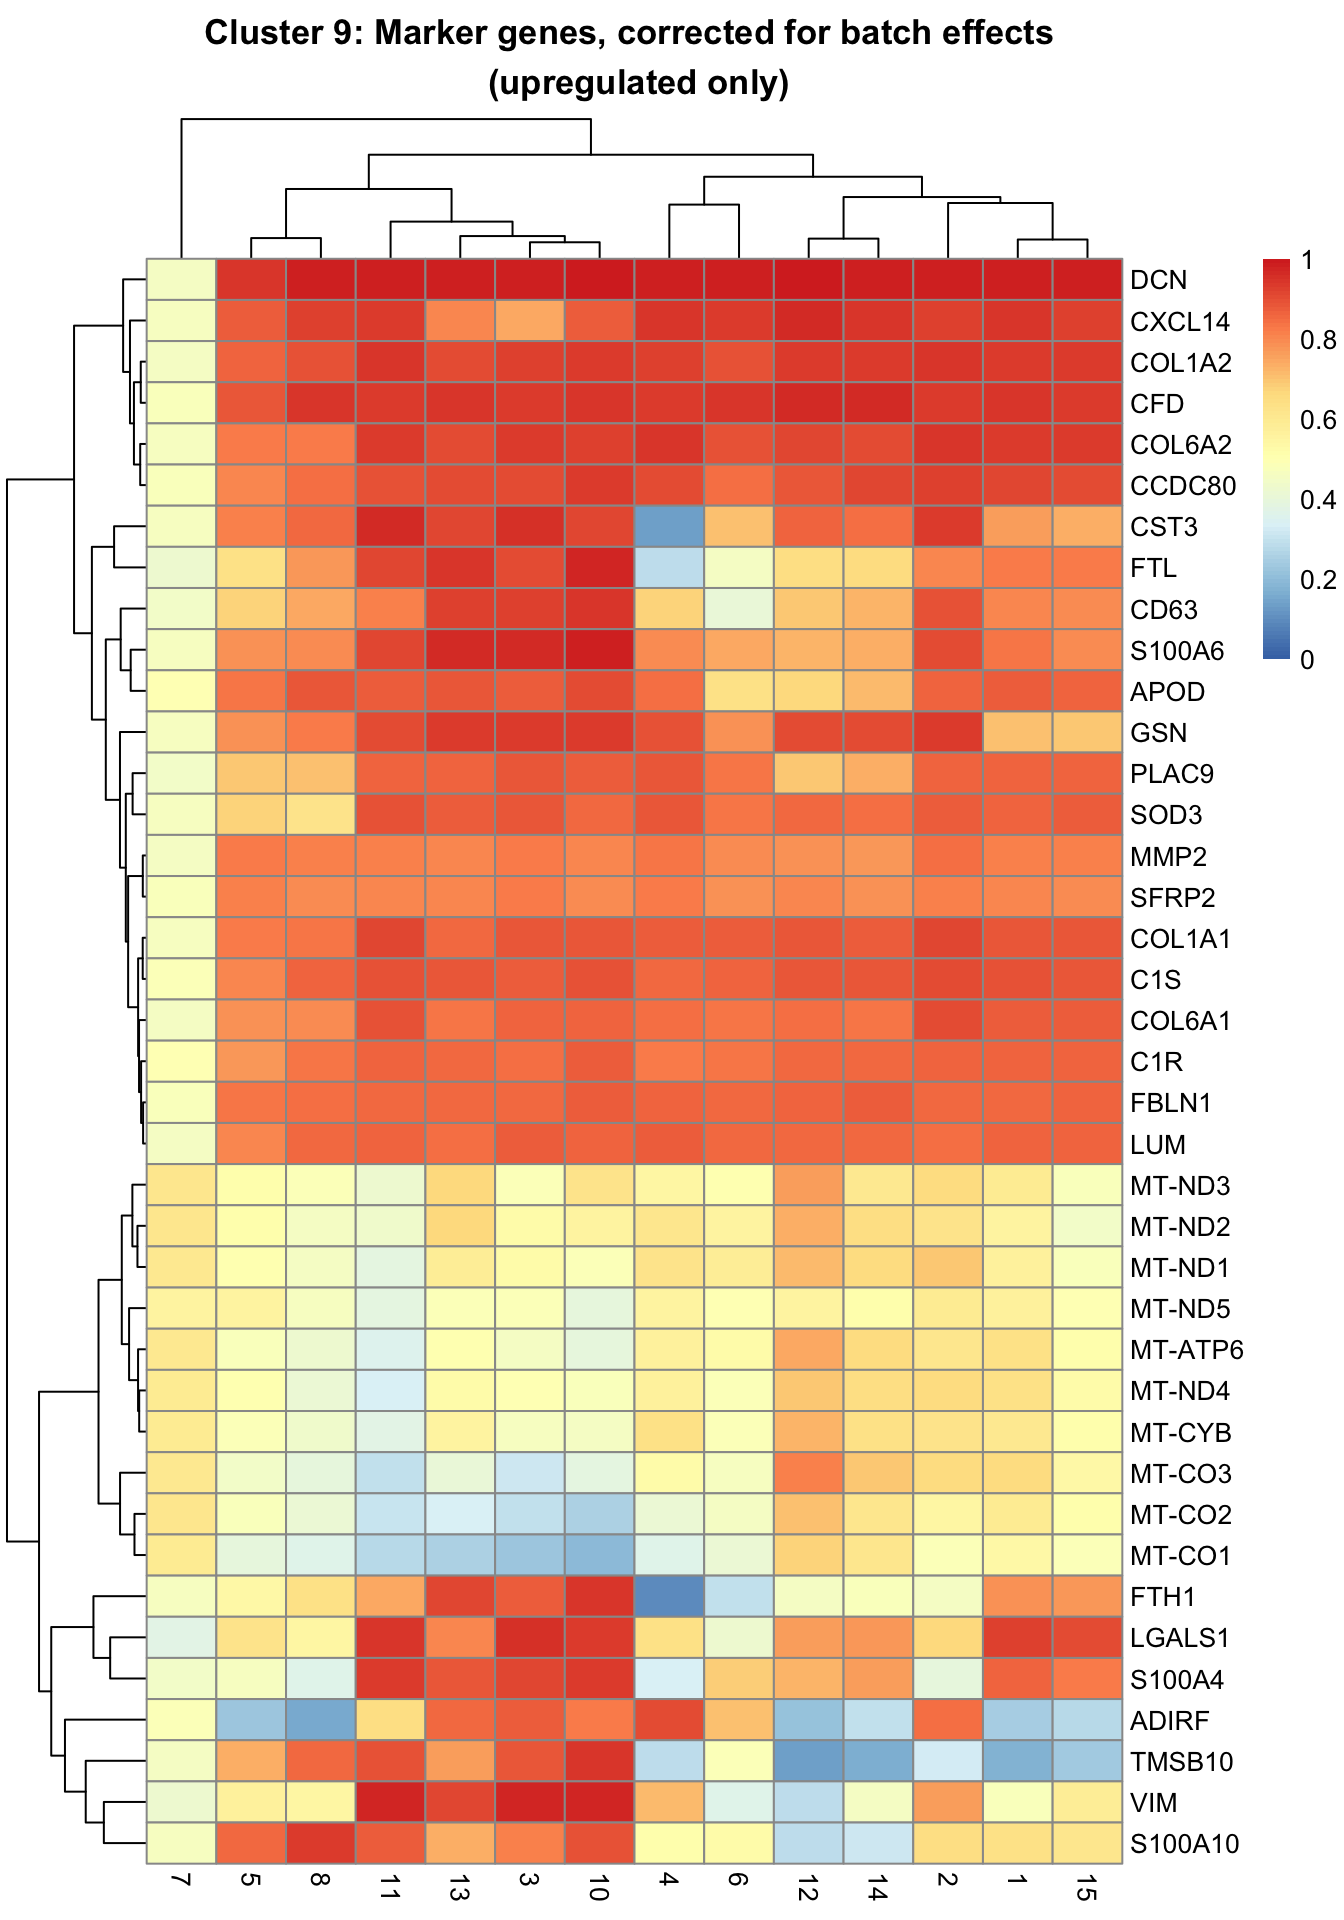 Cluster 9: Marker genes, corrected for batch effects
(upregulated only)
1
0.8
0.6
0.4
0.2
0
DCN
CXCL14
COL1A2
CFD
COL6A2
CCDC80
CST3
FTL
CD63
S100A6
APOD
GSN
PLAC9
SOD3
MMP2
SFRP2
COL1A1
C1S
COL6A1
C1R
FBLN1
LUM
MT-ND3
MT-ND2
MT-ND1
MT-ND5
MT-ATP6
MT-ND4
MT-CYB
MT-CO3
MT-CO2
MT-CO1
FTH1
LGALS1
S100A4
ADIRF
TMSB10
VIM
S100A10
7 5 8 11 13 3 10 4 6 12 14 2 1 15